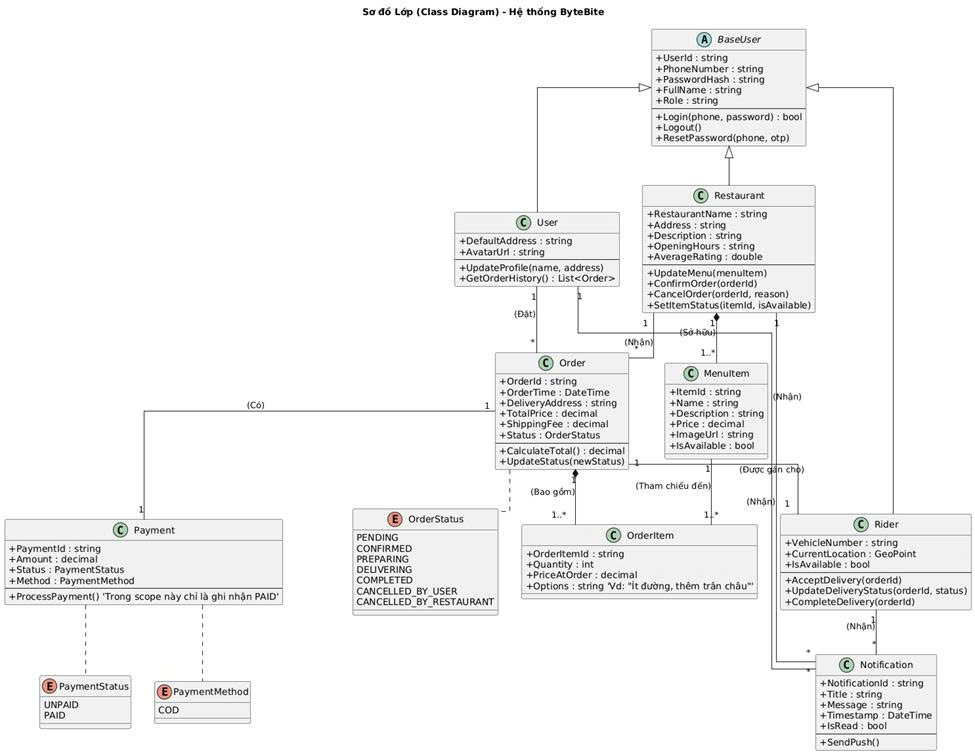 Sơ đồ Lớp (Class Diagram) - Hệ thống ByteBite
A BaseUser
+UserId : string
+PhoneNumber : string
+PasswordHash : string
+FullName : string
+Role : string
+Login(phone, password) : bool
+Logout()
+ResetPassword(phone, otp)
C User
+DefaultAddress : string
+AvatarUrl : string
+UpdateProfile(name, address)
+GetOrderHistory() : List<Order>
C Restaurant
+RestaurantName : string
+Address : string
+Description : string
+OpeningHours : string
+AverageRating : double
+UpdateMenu(menuItem)
+ConfirmOrder(orderId)
+CancelOrder(orderId, reason)
+SetItemStatus(itemId, isAvailable)
1
(Đặt)
*
1
1
(Nhận)
*
1
(Sở hữu)
1..*
1
(Nhận)
C Order
+OrderId : string
+OrderTime : DateTime
+DeliveryAddress : string
+TotalPrice : decimal
+ShippingFee : decimal
+Status : OrderStatus
+CalculateTotal() : decimal
+UpdateStatus(newStatus)
C MenuItem
+ItemId : string
+Name : string
+Description : string
+Price : decimal
+ImageUrl : string
+IsAvailable : bool
(Có)
1
1
1
(Bao gồm)
1..*
1
(Được gán cho)
1
1
(Tham chiếu đến)
1..*
(Nhận)
C Payment
+PaymentId : string
+Amount : decimal
+Status : PaymentStatus
+Method : PaymentMethod
+ProcessPayment() 'Trong scope này chỉ là ghi nhận PAID'
E OrderStatus
PENDING
CONFIRMED
PREPARING
DELIVERING
COMPLETED
CANCELLED_BY_USER
CANCELLED_BY_RESTAURANT
C OrderItem
+OrderItemId : string
+Quantity : int
+PriceAtOrder : decimal
+Options : string 'Vd: "Ít đường, thêm trân châu"'
C Rider
+VehicleNumber : string
+CurrentLocation : GeoPoint
+IsAvailable : bool
+AcceptDelivery(orderId)
+UpdateDeliveryStatus(orderId, status)
+CompleteDelivery(orderId)
1
(Nhận)
*
*
*
E PaymentStatus
UNPAID
PAID
E PaymentMethod
COD
C Notification
+NotificationId : string
+Title : string
+Message : string
+Timestamp : DateTime
+IsRead : bool
+SendPush()